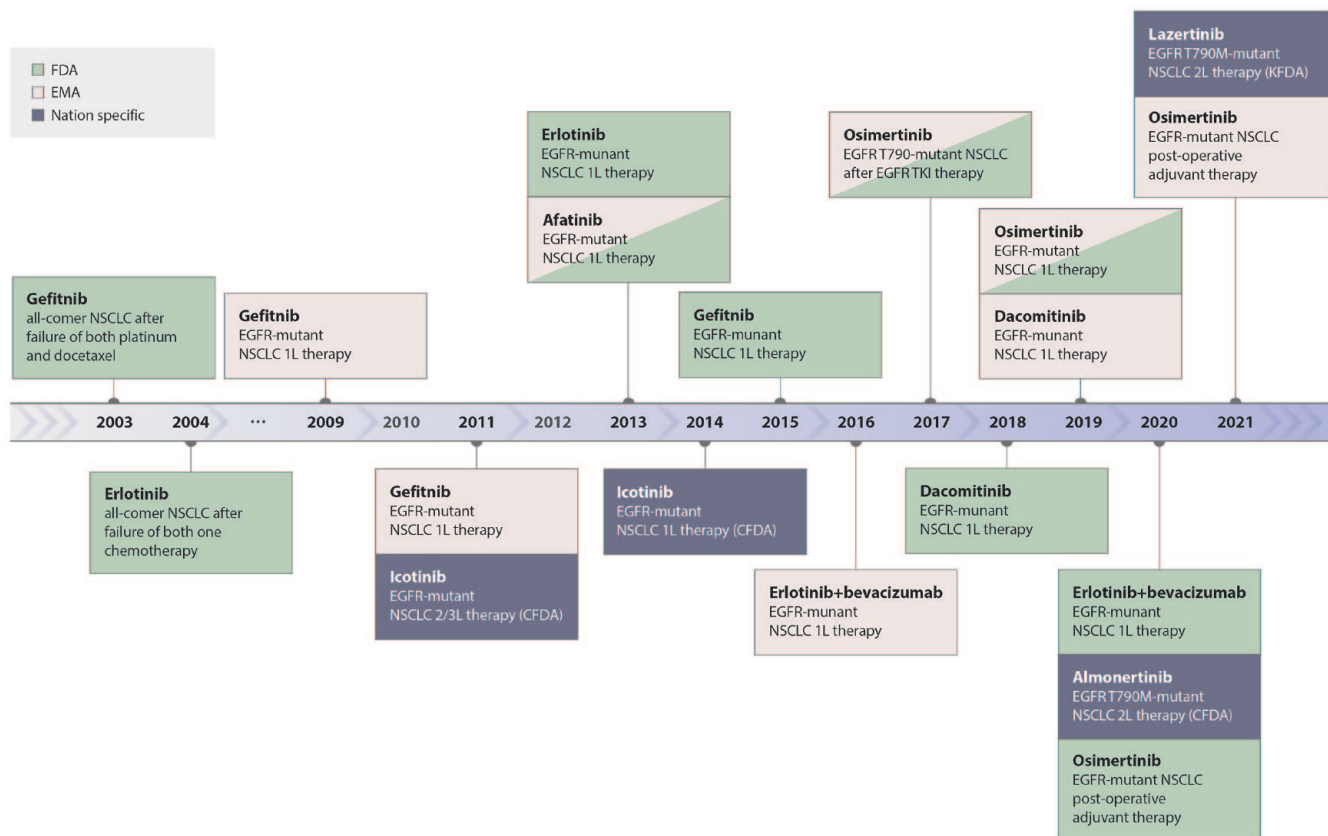 FDA
EMA
Nation specific
Lazertinib
EGFR T790M-mutant
NSCLC 2L therapy (KFDA)
Osimertinib
EGFR-mutant NSCLC
post-operative
adjuvant therapy
Erlotinib
EGFR-munant
NSCLC 1L therapy
Afatinib
EGFR-mutant
NSCLC 1L therapy
Osimertinib
EGFR T790-mutant NSCLC
after EGFR TKI therapy
Osimertinib
EGFR-mutant
NSCLC 1L therapy
Dacomitinib
EGFR-munant
NSCLC 1L therapy
Gefitnib
all-comer NSCLC after
failure of both platinum
and docetaxel
Gefitnib
EGFR-mutant
NSCLC 1L therapy
Gefitnib
EGFR-munant
NSCLC 1L therapy
2003 2004 ... 2009 2010 2011 2012 2013 2014 2015 2016 2017 2018 2019 2020 2021
Erlotinib
all-comer NSCLC after
failure of both one
chemotherapy
Gefitnib
EGFR-mutant
NSCLC 1L therapy
Icotinib
EGFR-mutant
NSCLC 2/3L therapy (CFDA)
Icotinib
EGFR-mutant
NSCLC 1L therapy (CFDA)
Erlotinib+bevacizumab
EGFR-munant
NSCLC 1L therapy
Dacomitinib
EGFR-munant
NSCLC 1L therapy
Erlotinib+bevacizumab
EGFR-munant
NSCLC 1L therapy
Almonertinib
EGFR T790M-mutant
NSCLC 2L therapy (CFDA)
Osimertinib
EGFR-mutant NSCLC
post-operative
adjuvant therapy